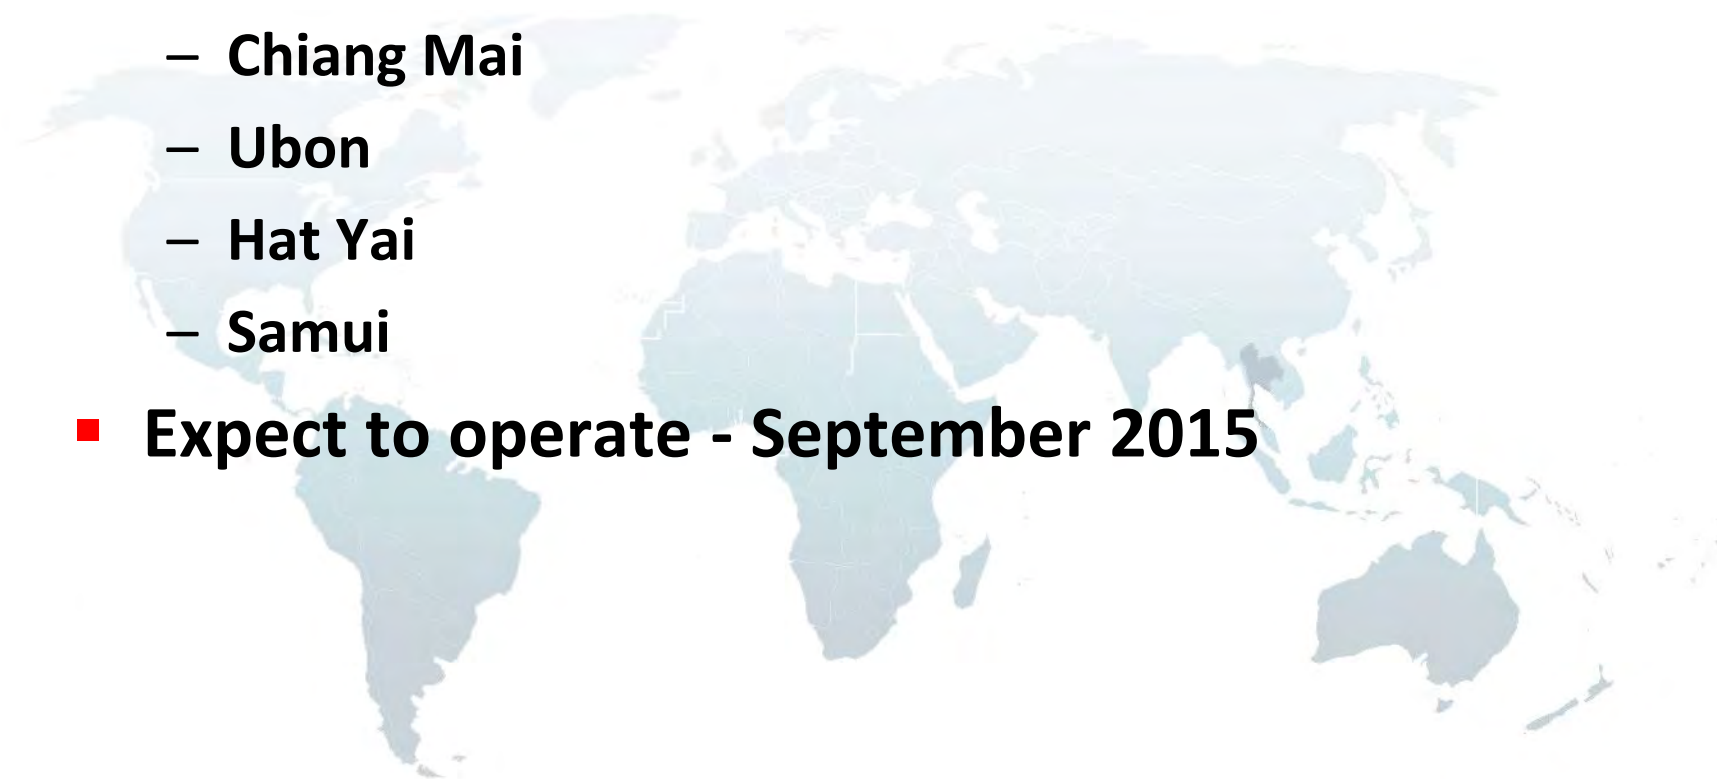 – Chiang Mai
– Ubon
– Hat Yai
– Samui
▪ Expect to operate - September 2015